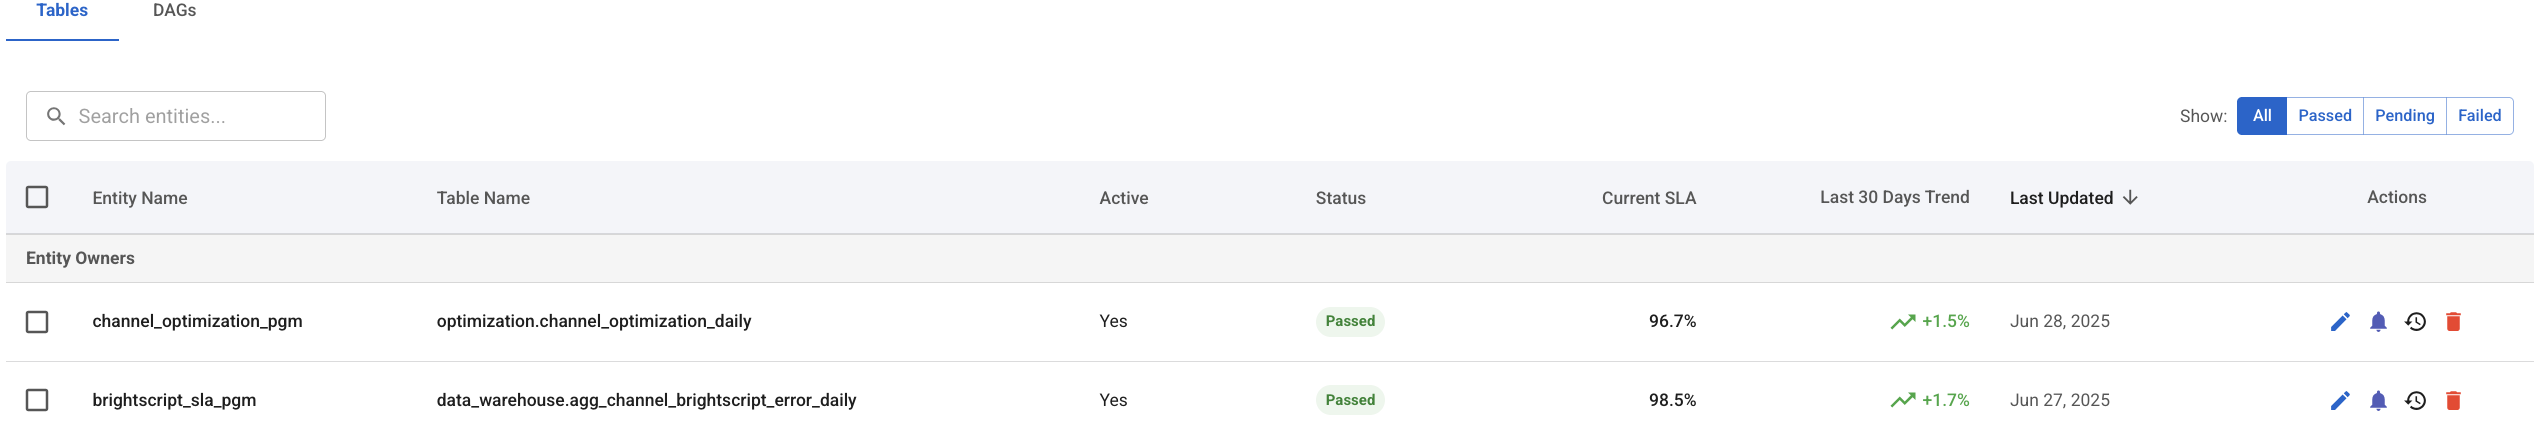 Tables DAGs
Search entities... Show: All Passed Pending Failed
Entity Name Table Name Active Status Current SLA Last 30 Days Trend Last Updated Actions
Entity Owners
channel_optimization_pgm optimization.channel_optimization_daily Yes Passed 96.7% +1.5% Jun 28, 2025
brightscript_sla_pgm data_warehouse.agg_channel_brightscript_error_daily Yes Passed 98.5% +1.7% Jun 27, 2025